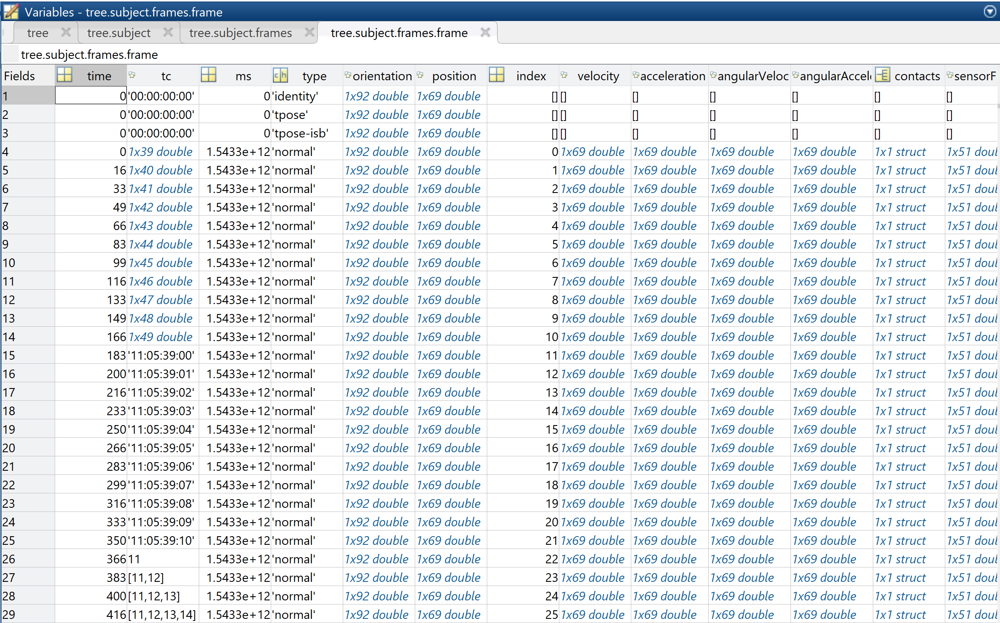 Variables - tree.subject.frames.frame
tree tree.subject tree.subject.frames tree.subject.frames.frame
tree.subject.frames.frame
Fields time tc ms type orientation position index velocity acceleration angularVeloc angularAccele contacts sensorF
1 0 '00:00:00:00' 0 'identity' 1x92 double 1x69 double [] [] [] [] [] [] []
2 0 '00:00:00:00' 0 'tpose' 1x92 double 1x69 double [] [] [] [] [] [] []
3 0 '00:00:00:00' 0 'tpose-isb' 1x92 double 1x69 double [] [] [] [] [] [] []
4 0 1x39 double 1.5433e+12 'normal' 1x92 double 1x69 double 0 1x69 double 1x69 double 1x69 double 1x69 double 1x1 struct 1x51 doul
5 16 1x40 double 1.5433e+12 'normal' 1x92 double 1x69 double 1 1x69 double 1x69 double 1x69 double 1x69 double 1x1 struct 1x51 doul
6 33 1x41 double 1.5433e+12 'normal' 1x92 double 1x69 double 2 1x69 double 1x69 double 1x69 double 1x69 double 1x1 struct 1x51 doul
7 49 1x42 double 1.5433e+12 'normal' 1x92 double 1x69 double 3 1x69 double 1x69 double 1x69 double 1x69 double 1x1 struct 1x51 doul
8 66 1x43 double 1.5433e+12 'normal' 1x92 double 1x69 double 4 1x69 double 1x69 double 1x69 double 1x69 double 1x1 struct 1x51 doul
9 83 1x44 double 1.5433e+12 'normal' 1x92 double 1x69 double 5 1x69 double 1x69 double 1x69 double 1x69 double 1x1 struct 1x51 doul
10 99 1x45 double 1.5433e+12 'normal' 1x92 double 1x69 double 6 1x69 double 1x69 double 1x69 double 1x69 double 1x1 struct 1x51 doul
11 116 1x46 double 1.5433e+12 'normal' 1x92 double 1x69 double 7 1x69 double 1x69 double 1x69 double 1x69 double 1x1 struct 1x51 doul
12 133 1x47 double 1.5433e+12 'normal' 1x92 double 1x69 double 8 1x69 double 1x69 double 1x69 double 1x69 double 1x1 struct 1x51 doul
13 149 1x48 double 1.5433e+12 'normal' 1x92 double 1x69 double 9 1x69 double 1x69 double 1x69 double 1x69 double 1x1 struct 1x51 doul
14 166 1x49 double 1.5433e+12 'normal' 1x92 double 1x69 double 10 1x69 double 1x69 double 1x69 double 1x69 double 1x1 struct 1x51 doul
15 183 '11:05:39:00' 1.5433e+12 'normal' 1x92 double 1x69 double 11 1x69 double 1x69 double 1x69 double 1x69 double 1x1 struct 1x51 doul
16 200 '11:05:39:01' 1.5433e+12 'normal' 1x92 double 1x69 double 12 1x69 double 1x69 double 1x69 double 1x69 double 1x1 struct 1x51 doul
17 216 '11:05:39:02' 1.5433e+12 'normal' 1x92 double 1x69 double 13 1x69 double 1x69 double 1x69 double 1x69 double 1x1 struct 1x51 doul
18 233 '11:05:39:03' 1.5433e+12 'normal' 1x92 double 1x69 double 14 1x69 double 1x69 double 1x69 double 1x69 double 1x1 struct 1x51 doul
19 250 '11:05:39:04' 1.5433e+12 'normal' 1x92 double 1x69 double 15 1x69 double 1x69 double 1x69 double 1x69 double 1x1 struct 1x51 doul
20 266 '11:05:39:05' 1.5433e+12 'normal' 1x92 double 1x69 double 16 1x69 double 1x69 double 1x69 double 1x69 double 1x1 struct 1x51 doul
21 283 '11:05:39:06' 1.5433e+12 'normal' 1x92 double 1x69 double 17 1x69 double 1x69 double 1x69 double 1x69 double 1x1 struct 1x51 doul
22 299 '11:05:39:07' 1.5433e+12 'normal' 1x92 double 1x69 double 18 1x69 double 1x69 double 1x69 double 1x69 double 1x1 struct 1x51 doul
23 316 '11:05:39:08' 1.5433e+12 'normal' 1x92 double 1x69 double 19 1x69 double 1x69 double 1x69 double 1x69 double 1x1 struct 1x51 doul
24 333 '11:05:39:09' 1.5433e+12 'normal' 1x92 double 1x69 double 20 1x69 double 1x69 double 1x69 double 1x69 double 1x1 struct 1x51 doul
25 350 '11:05:39:10' 1.5433e+12 'normal' 1x92 double 1x69 double 21 1x69 double 1x69 double 1x69 double 1x69 double 1x1 struct 1x51 doul
26 366 11 1.5433e+12 'normal' 1x92 double 1x69 double 22 1x69 double 1x69 double 1x69 double 1x69 double 1x1 struct 1x51 doul
27 383 [11,12] 1.5433e+12 'normal' 1x92 double 1x69 double 23 1x69 double 1x69 double 1x69 double 1x69 double 1x1 struct 1x51 doul
28 400 [11,12,13] 1.5433e+12 'normal' 1x92 double 1x69 double 24 1x69 double 1x69 double 1x69 double 1x69 double 1x1 struct 1x51 doul
29 416 [11,12,13,14] 1.5433e+12 'normal' 1x92 double 1x69 double 25 1x69 double 1x69 double 1x69 double 1x69 double 1x1 struct 1x51 doul